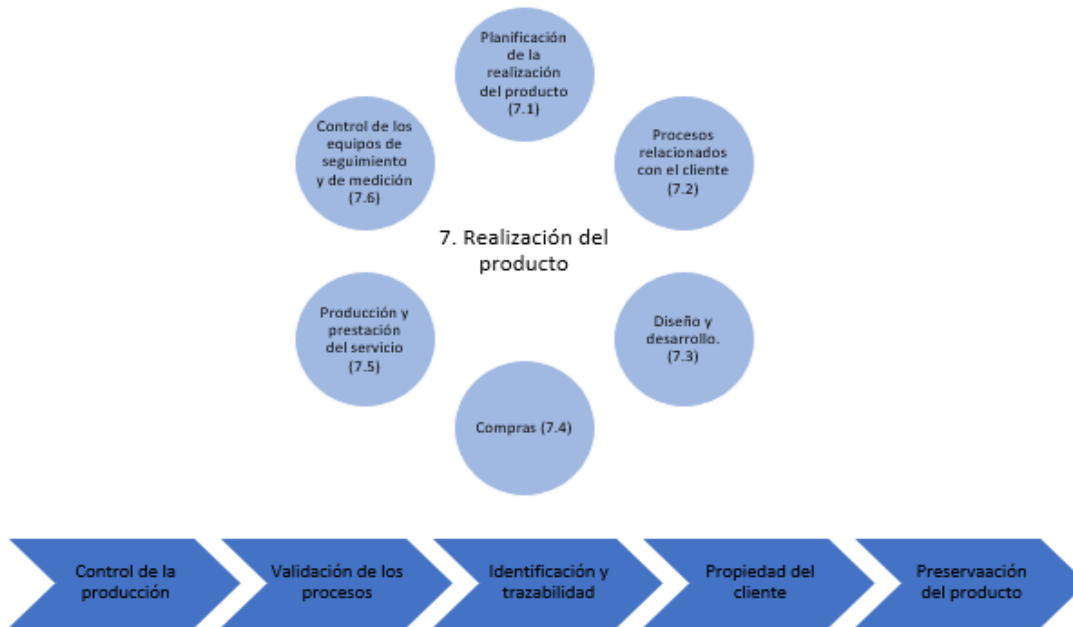 Planificación
de la
realización
del producto
(7.1)
Procesos
relacionados
con el cliente
(7.2)
Diseño y
desarrollo.
(7.3)
Compras (7.4)
Producción y
prestación
del servicio
(7.5)
Control de los
equipos de
seguimiento
y de medición
(7.6)
7. Realización del
producto
Control de la
producción
Validación de los
procesos
Identificación y
trazabilidad
Propiedad del
cliente
Preservaación
del producto